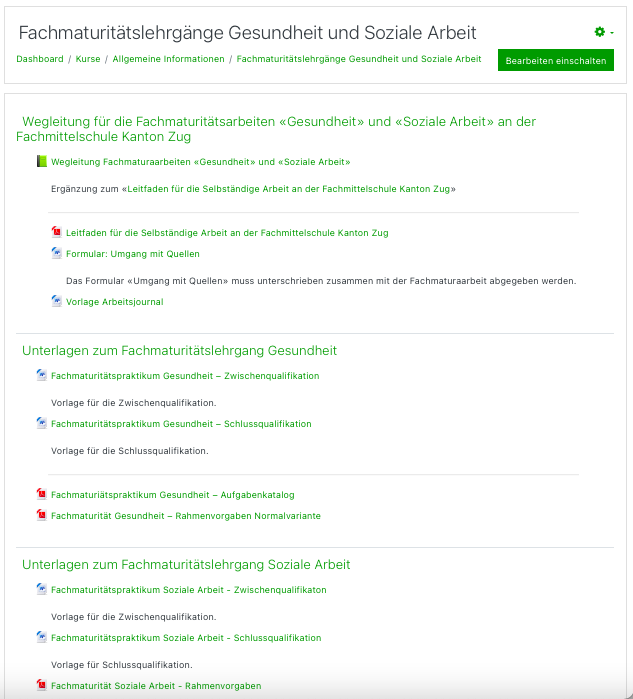 Fachmaturitätslehrgänge Gesundheit und Soziale Arbeit
Dashboard / Kurse / Allgemeine Informationen / Fachmaturitätslehrgänge Gesundheit und Soziale Arbeit
Bearbeiten einschalten
Wegleitung für die Fachmaturitätsarbeiten «Gesundheit» und «Soziale Arbeit» an der
Fachmittelschule Kanton Zug
Wegleitung Fachmaturaarbeiten «Gesundheit» und «Soziale Arbeit»
Ergänzung zum «Leitfaden für die Selbständige Arbeit an der Fachmittelschule Kanton Zug»
Leitfaden für die Selbständige Arbeit an der Fachmittelschule Kanton Zug
Formular: Umgang mit Quellen
Das Formular «Umgang mit Quellen» muss unterschrieben zusammen mit der Fachmaturaarbeit abgegeben werden.
Vorlage Arbeitsjournal
Unterlagen zum Fachmaturitätslehrgang Gesundheit
Fachmaturitätspraktikum Gesundheit – Zwischenqualifikation
Vorlage für die Zwischenqualifikation.
Fachmaturitätspraktikum Gesundheit – Schlussqualifikation
Vorlage für die Schlussqualifikation.
Fachmaturiätspraktikum Gesundheit – Aufgabenkatalog
Fachmaturität Gesundheit – Rahmenvorgaben Normalvariante
Unterlagen zum Fachmaturitätslehrgang Soziale Arbeit
Fachmaturitätspraktikum Soziale Arbeit - Zwischenqualifikaton
Vorlage für die Zwischenqualifikation.
Fachmaturitätspraktikum Soziale Arbeit - Schlussqualifikation
Vorlage für Schlussqualifikation.
Fachmaturität Soziale Arbeit - Rahmenvorgaben